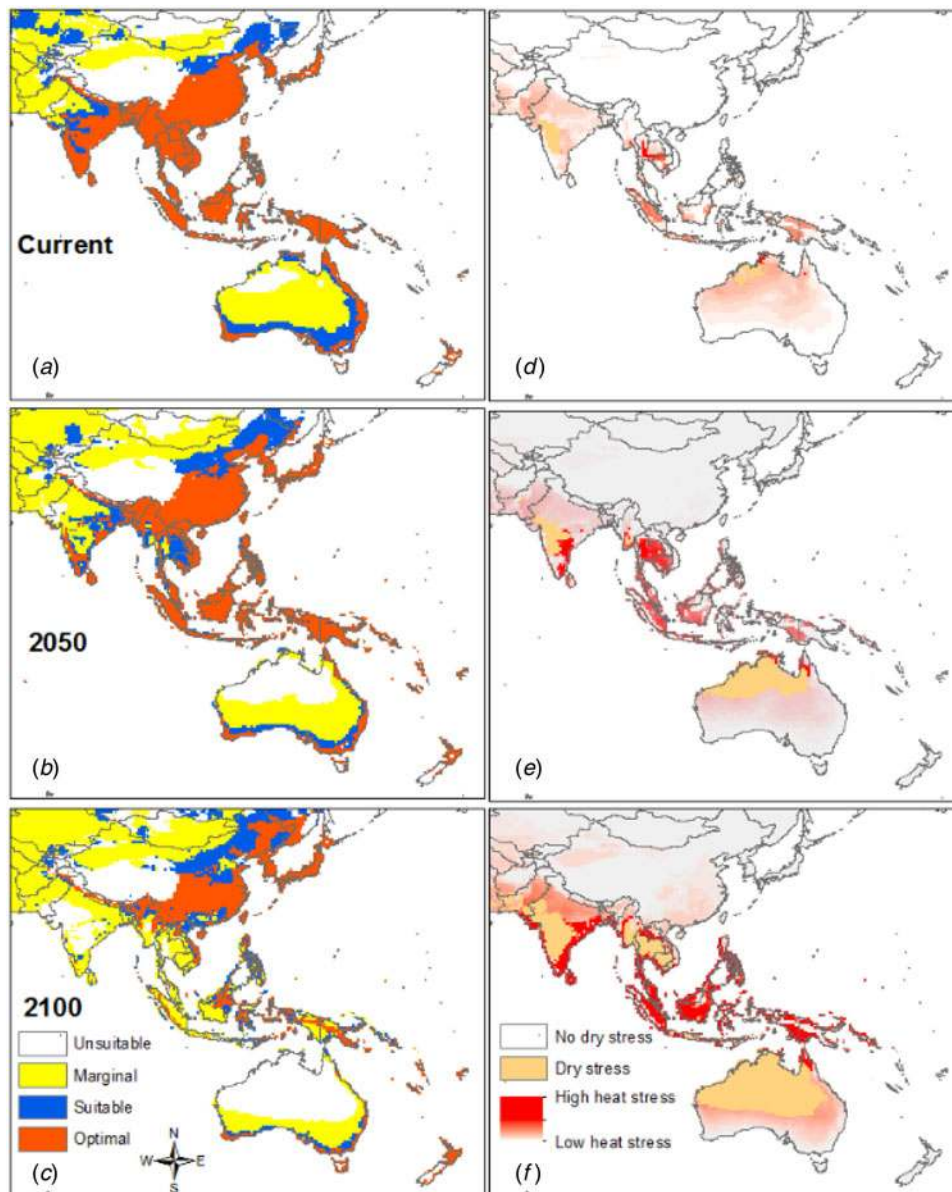 Current
(a)
(d)
2050
(b)
(e)
2100
Unsuitable
Marginal
Suitable
Optimal
N
W E
S
(c)
No dry stress
Dry stress
High heat stress
Low heat stress
(f)